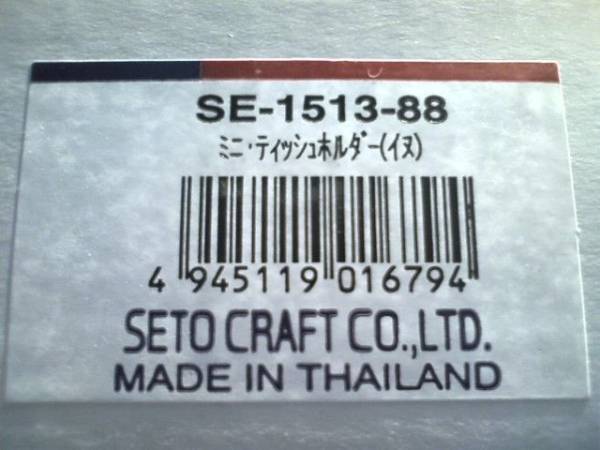 SE-1513-88
ミニ・ティッシュホルダー(イヌ)
4 945119 016794
SETO CRAFT CO.,LTD.
MADE IN THAILAND